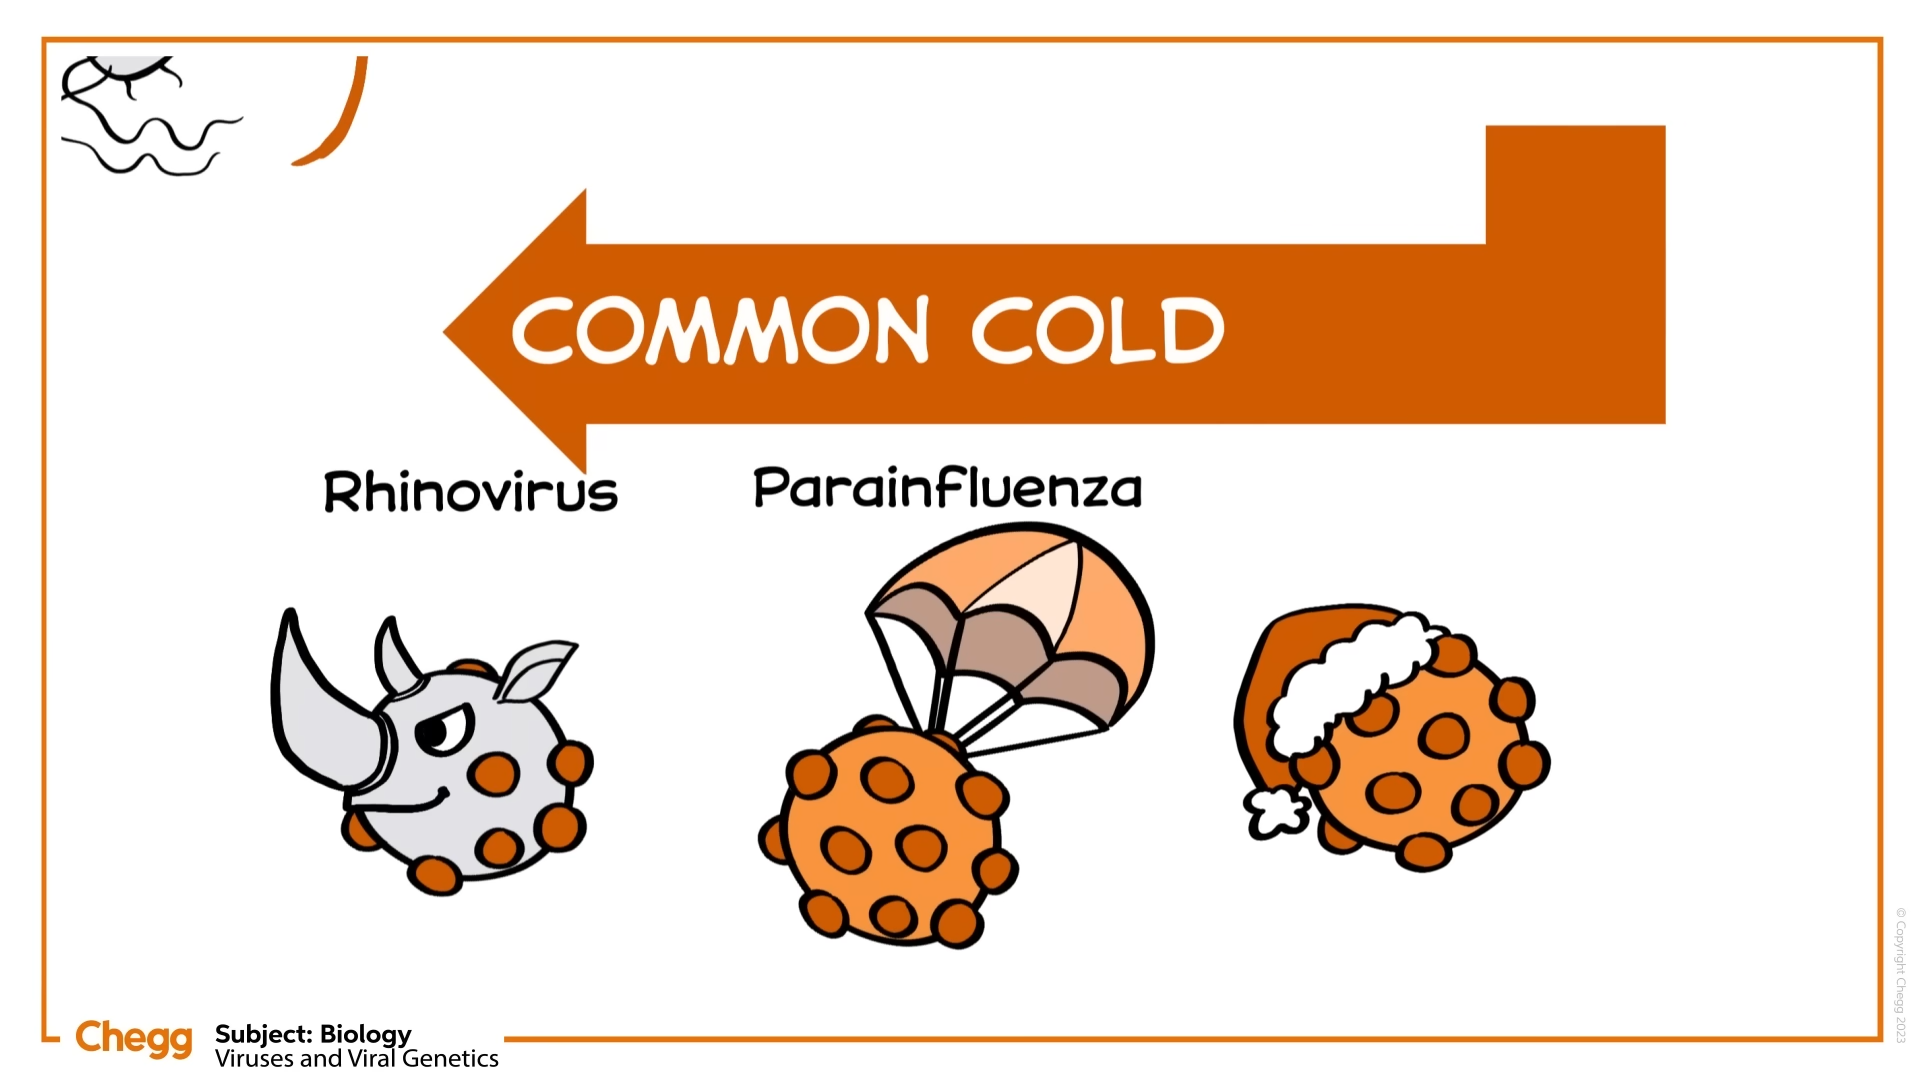 COMMON COLD
Rhinovirus
Parainfluenza
Chegg
Subject: Biology
Viruses and Viral Genetics
© Copyright Chegg 2023